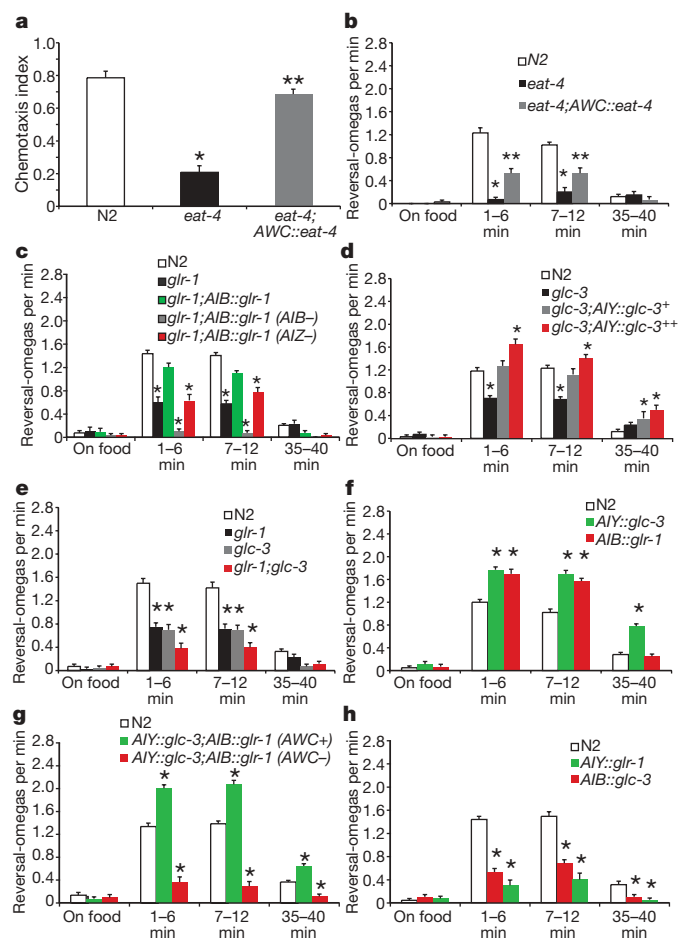 a
Chemotaxis index
1.0
0.8
0.6
0.4
0.2
0
*
**
N2
eat-4
eat-4;
AWC::eat-4
b
Reversal-omegas per min
2.0
1.6
1.2
0.8
0.4
0
N2
eat-4
eat-4;AWC::eat-4
* ** * **
On food
1–6
min
7–12
min
35–40
min
c
Reversal-omegas per min
2.8
2.4
2.0
1.6
1.2
0.8
0.4
0
N2
glr-1
glr-1;AIB::glr-1
glr-1;AIB::glr-1 (AIB–)
glr-1;AIB::glr-1 (AIZ–)
* * * * * *
On food
1–6
min
7–12
min
35–40
min
d
Reversal-omegas per min
2.8
2.4
2.0
1.6
1.2
0.8
0.4
0
N2
glc-3
glc-3;AIY::glc-3+
glc-3;AIY::glc-3++
* * * * * *
On food
1–6
min
7–12
min
35–40
min
e
Reversal-omegas per min
2.8
2.4
2.0
1.6
1.2
0.8
0.4
0
N2
glr-1
glc-3
glr-1;glc-3
* * * * * *
On food
1–6
min
7–12
min
35–40
min
f
Reversal-omegas per min
2.8
2.4
2.0
1.6
1.2
0.8
0.4
0
N2
AIY::glc-3
AIB::glr-1
* * * * *
On food
1–6
min
7–12
min
35–40
min
g
Reversal-omegas per min
2.8
2.4
2.0
1.6
1.2
0.8
0.4
0
N2
AIY::glc-3;AIB::glr-1 (AWC+)
AIY::glc-3;AIB::glr-1 (AWC–)
* * * * * *
On food
1–6
min
7–12
min
35–40
min
h
Reversal-omegas per min
2.8
2.4
2.0
1.6
1.2
0.8
0.4
0
N2
AIY::glr-1
AIB::glc-3
* * * * * *
On food
1–6
min
7–12
min
35–40
min